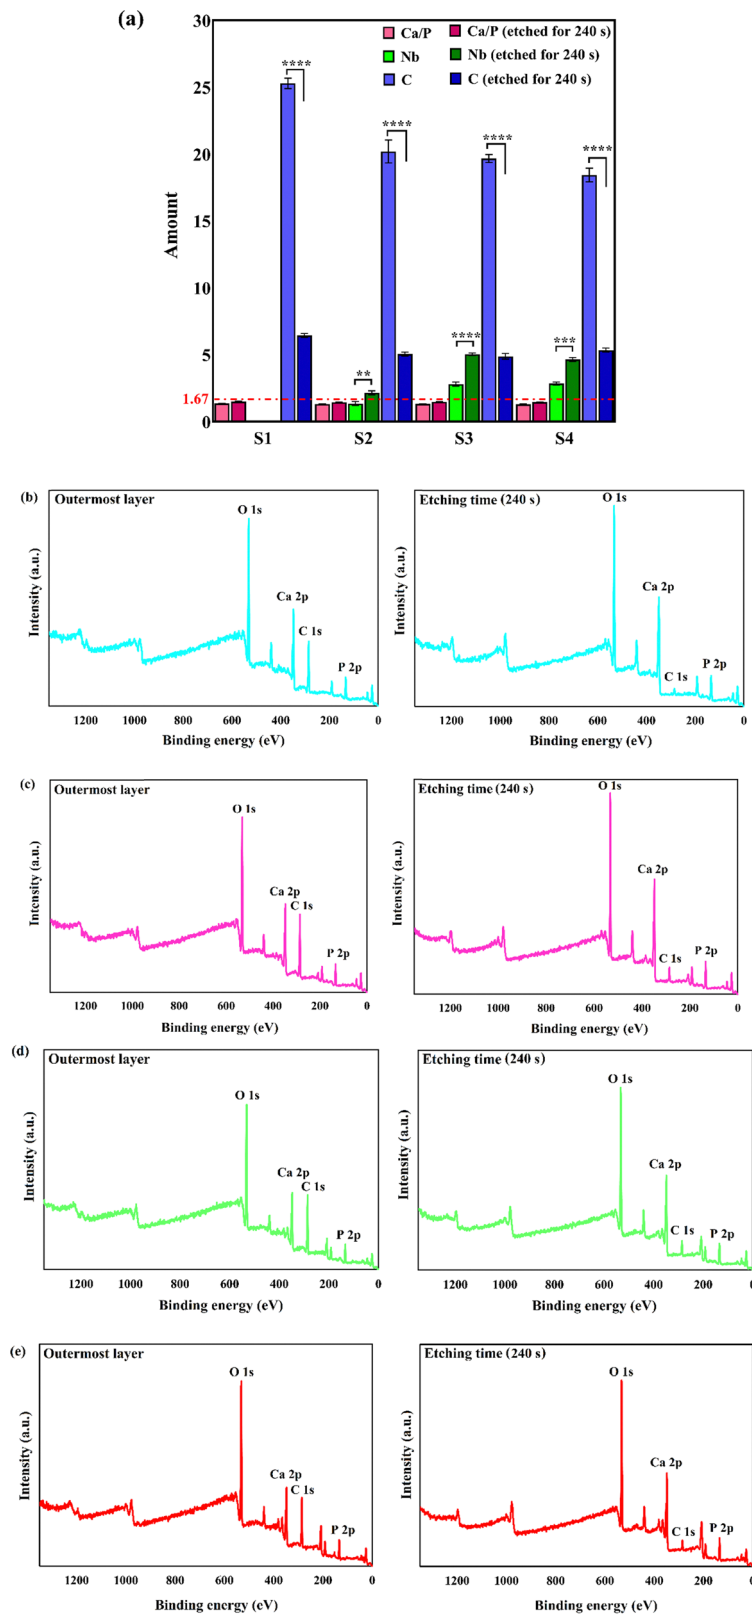 (a)
30
25
20
15
10
5
1.67
0
Amount
Ca/P
Ca/P (etched for 240 s)
Nb
Nb (etched for 240 s)
C
C (etched for 240 s)
****
****
****
****
**
****
***
S1 S2 S3 S4
(b)
Outermost layer
O 1s
Ca 2p
C 1s
P 2p
Intensity (a.u.)
1200 1000 800 600 400 200 0
Binding energy (eV)
Etching time (240 s)
O 1s
Ca 2p
C 1s
P 2p
Intensity (a.u.)
1200 1000 800 600 400 200 0
Binding energy (eV)
(c)
Outermost layer
O 1s
Ca 2p
C 1s
P 2p
Intensity (a.u.)
1200 1000 800 600 400 200 0
Binding energy (eV)
Etching time (240 s)
O 1s
Ca 2p
C 1s
P 2p
Intensity (a.u.)
1200 1000 800 600 400 200 0
Binding energy (eV)
(d)
Outermost layer
O 1s
Ca 2p
C 1s
P 2p
Intensity (a.u.)
1200 1000 800 600 400 200 0
Binding energy (eV)
Etching time (240 s)
O 1s
Ca 2p
C 1s
P 2p
Intensity (a.u.)
1200 1000 800 600 400 200 0
Binding energy (eV)
(e)
Outermost layer
O 1s
Ca 2p
C 1s
P 2p
Intensity (a.u.)
1200 1000 800 600 400 200 0
Binding energy (eV)
Etching time (240 s)
O 1s
Ca 2p
C 1s
P 2p
Intensity (a.u.)
1200 1000 800 600 400 200 0
Binding energy (eV)